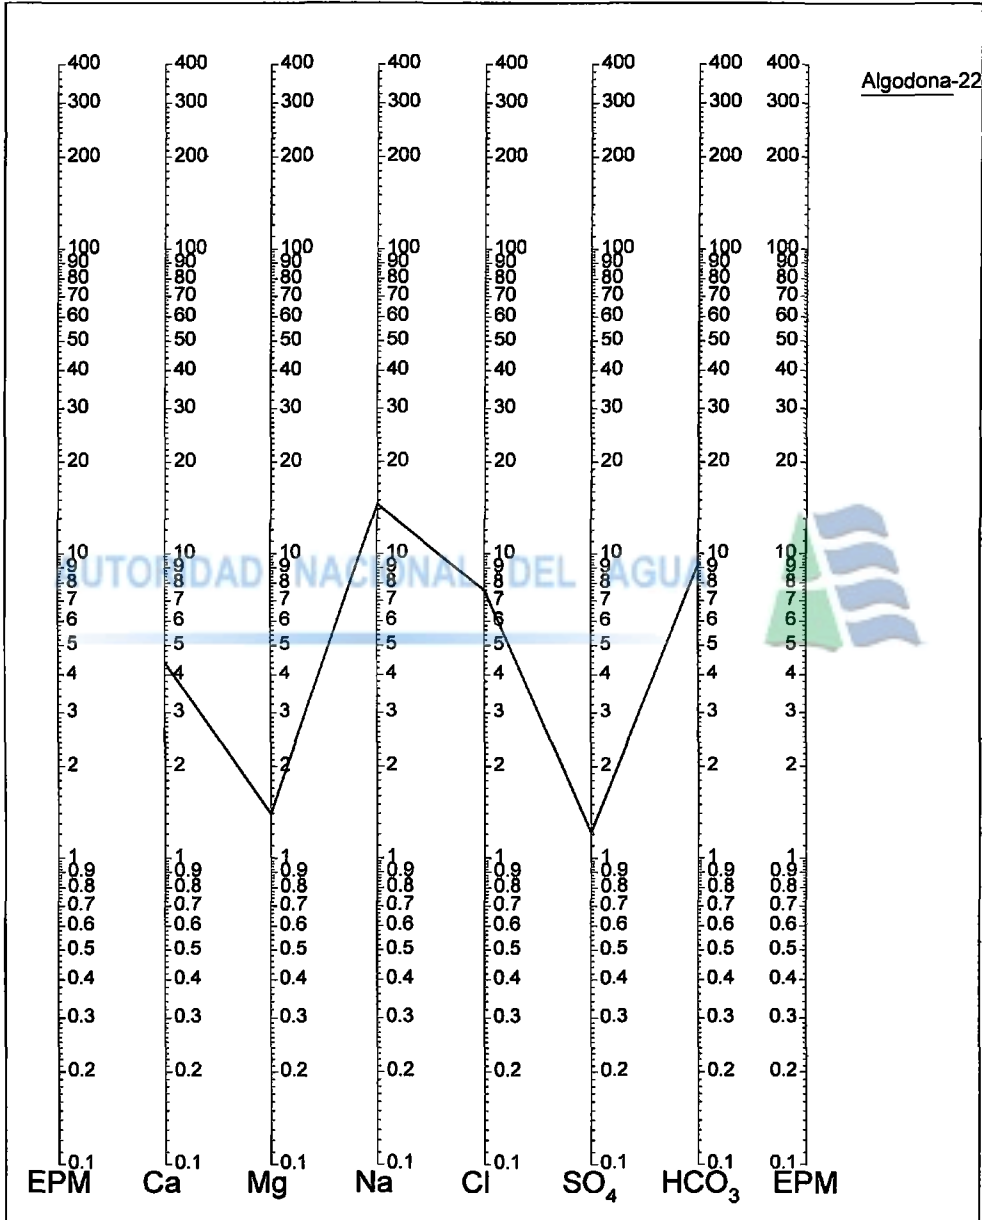 Algodona-22
400 400 400 400 400 400 400 400
300 300 300 300 300 300 300 300
200 200 200 200 200 200 200 200
100 100 100 100 100 100 100 100
90 90 90 90 90 90 90 90
80 80 80 80 80 80 80 80
70 70 70 70 70 70 70 70
60 60 60 60 60 60 60 60
50 50 50 50 50 50 50 50
40 40 40 40 40 40 40 40
30 30 30 30 30 30 30 30
20 20 20 20 20 20 20 20
10 10 10 10 10 10 10 10
9 9 9 9 9 9 9 9
AUTORIDAD NACIONAL DEL AGUA
8 8 8 8 8 8 8 8
7 7 7 7 7 7 7 7
6 6 6 6 6 6 6 6
5 5 5 5 5 5 5 5
4 4 4 4 4 4 4 4
3 3 3 3 3 3 3 3
2 2 2 2 2 2 2 2
1 1 1 1 1 1 1 1
0.9 0.9 0.9 0.9 0.9 0.9 0.9 0.9
0.8 0.8 0.8 0.8 0.8 0.8 0.8 0.8
0.7 0.7 0.7 0.7 0.7 0.7 0.7 0.7
0.6 0.6 0.6 0.6 0.6 0.6 0.6 0.6
0.5 0.5 0.5 0.5 0.5 0.5 0.5 0.5
0.4 0.4 0.4 0.4 0.4 0.4 0.4 0.4
0.3 0.3 0.3 0.3 0.3 0.3 0.3 0.3
0.2 0.2 0.2 0.2 0.2 0.2 0.2 0.2
0.1 0.1 0.1 0.1 0.1 0.1 0.1 0.1
EPM Ca Mg Na Cl SO₄ HCO₃ EPM